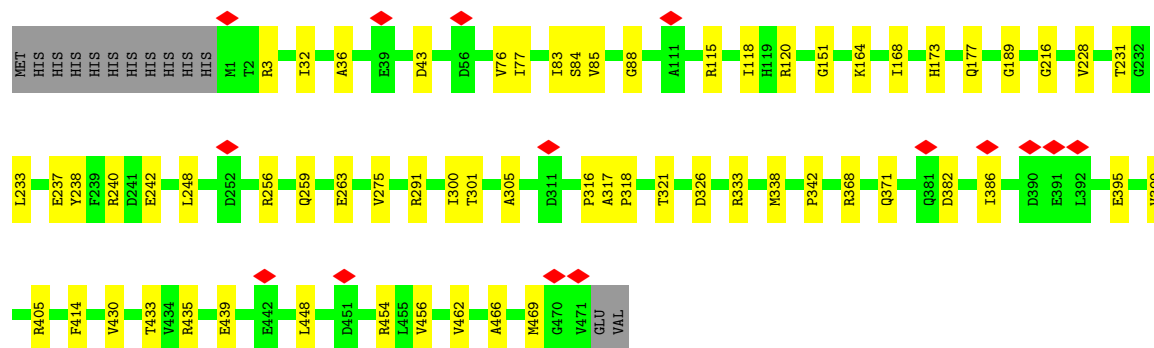 MET HIS HIS HIS HIS HIS HIS HIS HIS HIS M1 T2 R3 I32 A36 E39 D43 D56 V76 I77 I83 S84 V85 G88 A111 R115 I118 H119 R120 G151 K164 I168 H173 Q177 G189 G216 V228 T231 G232
L233 E237 Y238 F239 R240 D241 E242 L248 D252 R256 Q259 E263 V275 R291 I300 T301 A305 D311 P316 A317 P318 T321 D326 R333 M338 P342 R368 Q371 Q381 D382 I386 D390 E391 L392 E395
R405 F414 V430 T433 V434 R435 E439 E442 L448 D451 R454 L455 V456 V462 A466 M469 G470 V471 GLU VAL